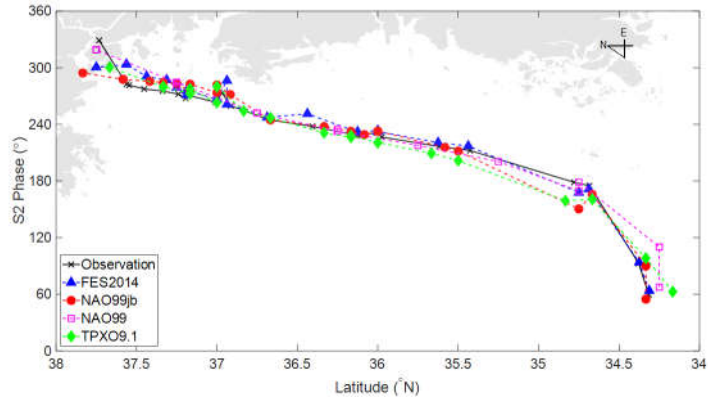 360
300
240
180
120
60
0
S2 Phase (°)
E
N
Observation
FES2014
NAO99jb
NAO99
TPXO9.1
38 37.5 37 36.5 36 35.5 35 34.5 34
Latitude (°N)